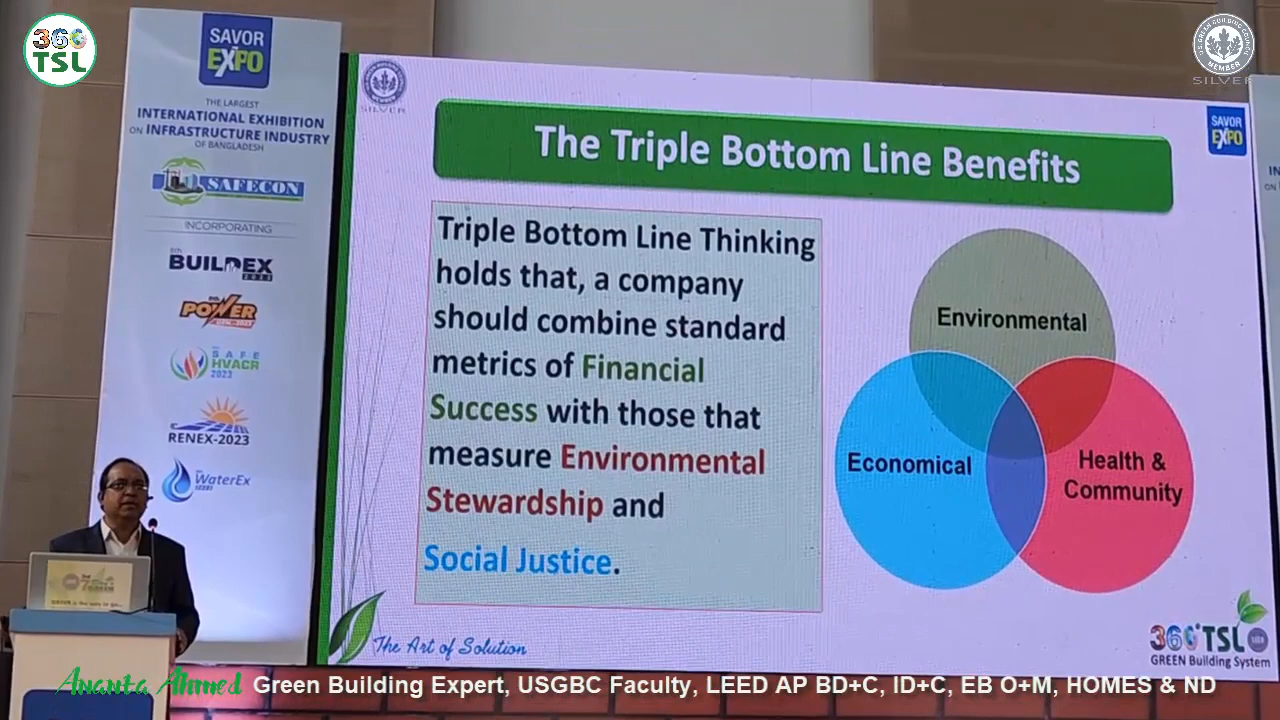 360
TSL
SAVOR
EXPO
THE LARGEST
INTERNATIONAL EXHIBITION
ON INFRASTRUCTURE INDUSTRY
OF BANGLADESH
SAFECON
INCORPORATING
BUILDEX
2023
POWER
SAFE
HVACR
2023
RENEX-2023
WaterEx
MEMBER
SILVER
SILVER
SAVOR
EXPO
The Triple Bottom Line Benefits
Triple Bottom Line Thinking
holds that, a company
should combine standard
metrics of Financial
Success with those that
measure Environmental
Stewardship and
Social Justice.
Environmental
Economical
Health &
Community
The Art of Solution
360°TSL
GREEN Building System
Ananta Ahmed Green Building Expert, USGBC Faculty, LEED AP BD+C, ID+C, EB O+M, HOMES & ND